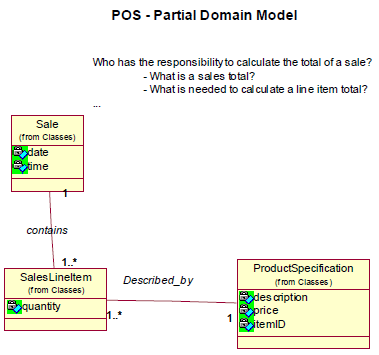 POS - Partial Domain Model
Who has the responsibility to calculate the total of a sale?
- What is a sales total?
- What is needed to calculate a line item total?
...
Sale
(from Classes)
date
time
1
contains
1..*
SalesLineItem
(from Classes)
quantity
1..*
Described_by
1
ProductSpecification
(from Classes)
description
price
itemID